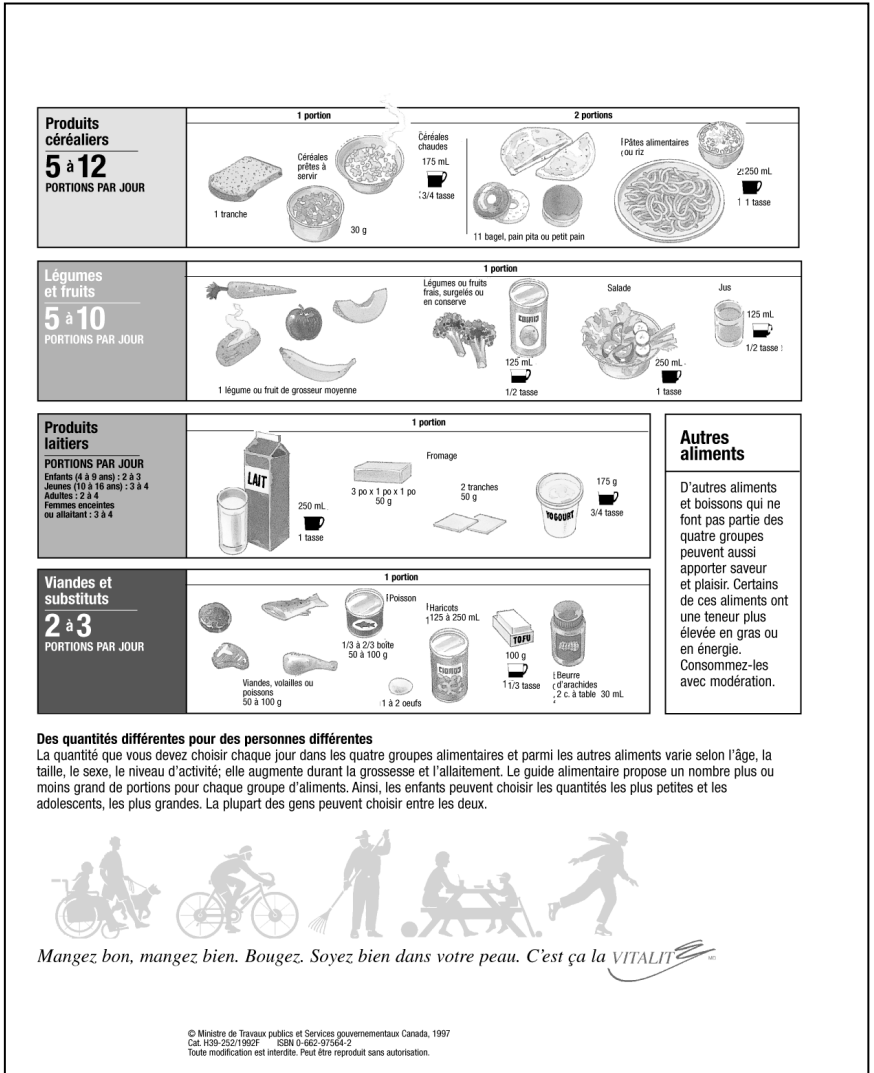 Produits
céréaliers
5 à 12
PORTIONS PAR JOUR
1 portion
2 portions
1 tranche
Céréales
prêtes à
servir
30 g
Céréales
chaudes
175 mL
3/4 tasse
11 bagel, pain pita ou petit pain
Pâtes alimentaires
ou riz
250 mL
1 tasse
Légumes
et fruits
5 à 10
PORTIONS PAR JOUR
1 portion
1 légume ou fruit de grosseur moyenne
Légumes ou fruits
frais, surgelés ou
en conserve
125 mL
1/2 tasse
Salade
250 mL
1 tasse
Jus
125 mL
1/2 tasse
Produits
laitiers
PORTIONS PAR JOUR
Enfants (4 à 9 ans) : 2 à 3
Jeunes (10 à 16 ans) : 3 à 4
Adultes : 2 à 4
Femmes enceintes
ou allaitant : 3 à 4
1 portion
LAIT
250 mL
1 tasse
Fromage
3 po x 1 po x 1 po
50 g
2 tranches
50 g
YOGOURT
175 g
3/4 tasse
Viandes et
substituts
2 à 3
PORTIONS PAR JOUR
1 portion
Viandes, volailles ou
poissons
50 à 100 g
Poisson
1/3 à 2/3 boîte
50 à 100 g
1 à 2 oeufs
Haricots
125 à 250 mL
TOFU
100 g
1/3 tasse
Beurre
d'arachides
2 c. à table 30 mL
Autres
aliments
D'autres aliments
et boissons qui ne
font pas partie des
quatre groupes
peuvent aussi
apporter saveur
et plaisir. Certains
de ces aliments ont
une teneur plus
élevée en gras ou
en énergie.
Consommez-les
avec modération.
Des quantités différentes pour des personnes différentes
La quantité que vous devez choisir chaque jour dans les quatre groupes alimentaires et parmi les autres aliments varie selon l'âge, la
taille, le sexe, le niveau d'activité; elle augmente durant la grossesse et l'allaitement. Le guide alimentaire propose un nombre plus ou
moins grand de portions pour chaque groupe d'aliments. Ainsi, les enfants peuvent choisir les quantités les plus petites et les
adolescents, les plus grandes. La plupart des gens peuvent choisir entre les deux.
Mangez bon, mangez bien. Bougez. Soyez bien dans votre peau. C'est ça la VITALITÉ
© Ministre de Travaux publics et Services gouvernementaux Canada, 1997
Cat. H39-252/1992F ISBN 0-662-97564-2
Toute modification est interdite. Peut être reproduit sans autorisation.